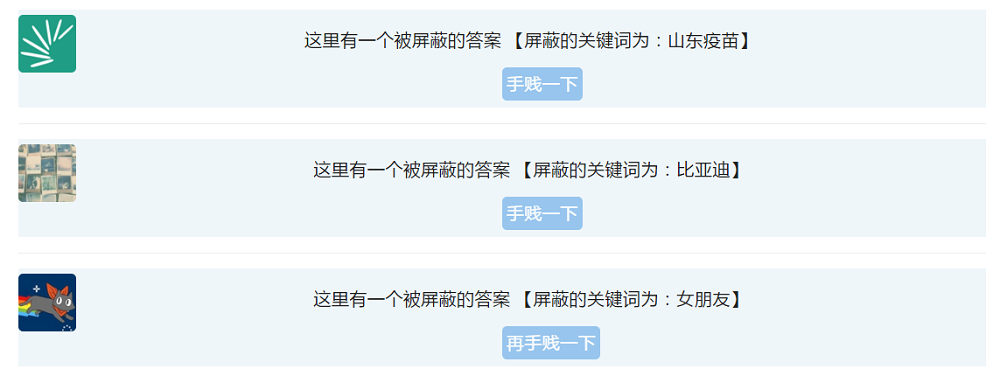 这里有一个被屏蔽的答案 【屏蔽的关键词为：山东疫苗】
手贱一下
这里有一个被屏蔽的答案 【屏蔽的关键词为：比亚迪】
手贱一下
这里有一个被屏蔽的答案 【屏蔽的关键词为：女朋友】
再手贱一下